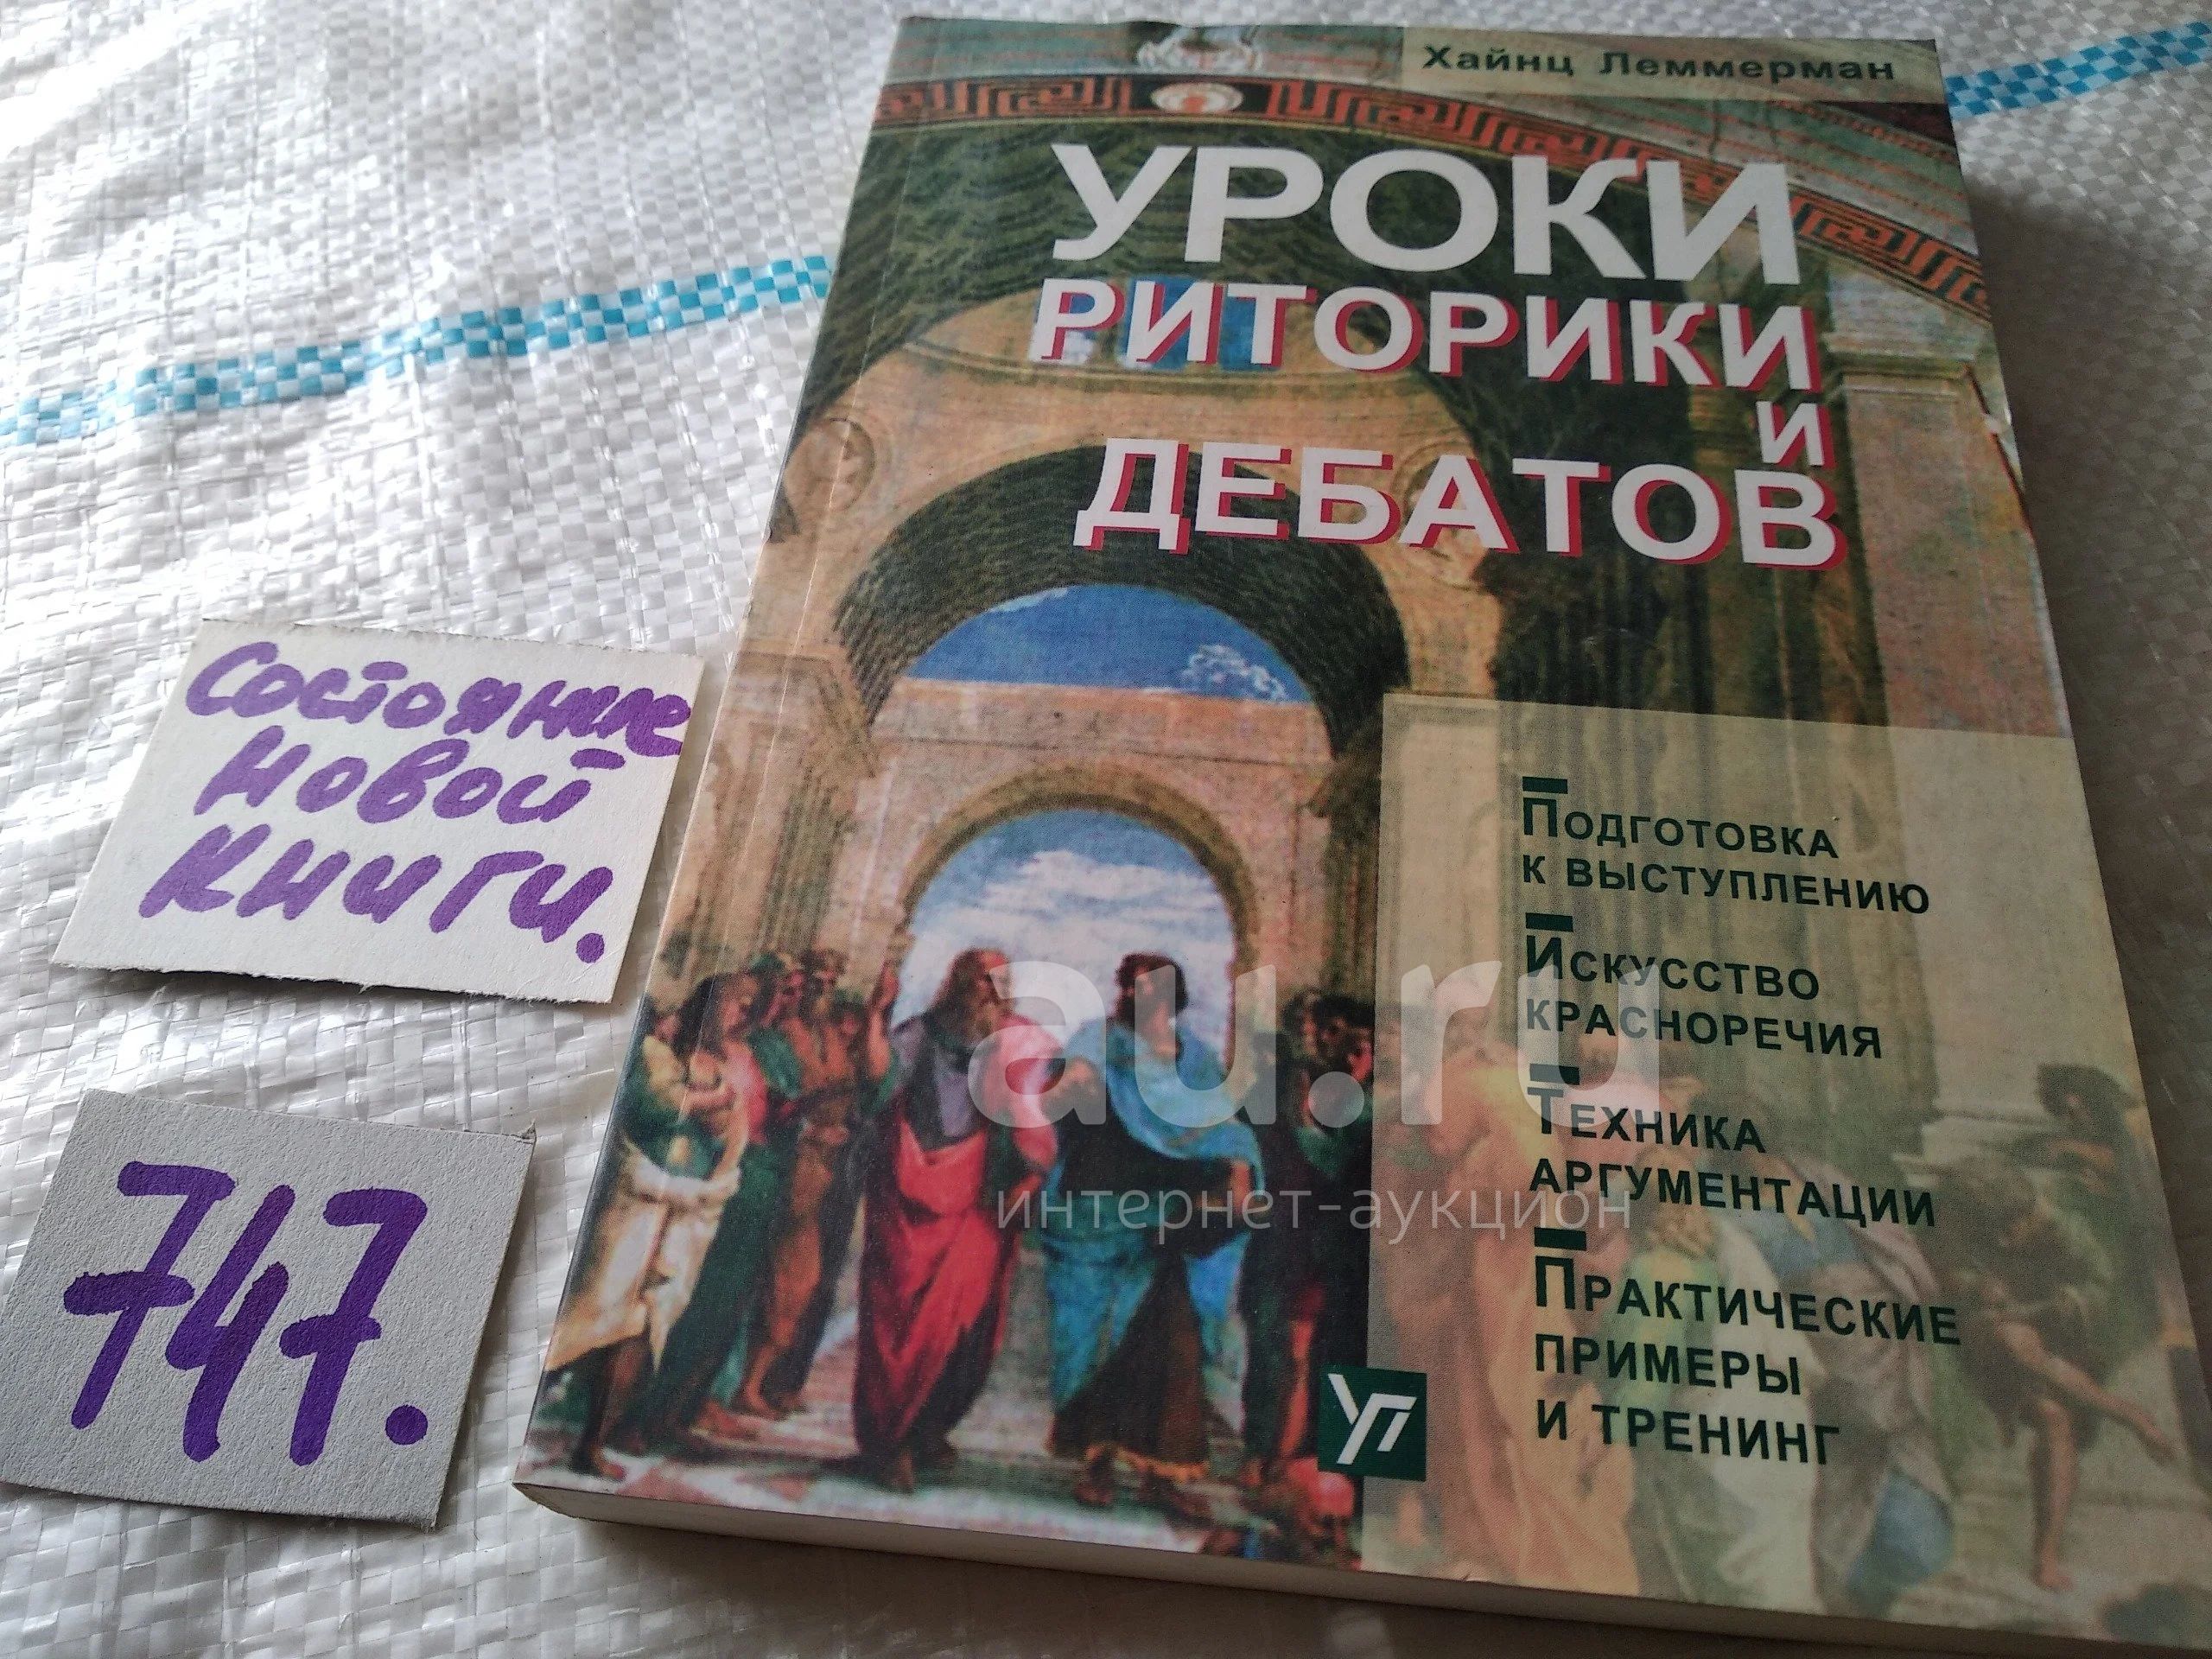 Хайнц Леммерман
УРОКИ
РИТОРИКИ
И
ДЕБАТОВ
Подготовка
к выступлению
Искусство
красноречия
Техника
аргументации
Практические
примеры
и тренинг
УП
Состояние
новой
книги.
747.
au.ru
интернет-аукцион